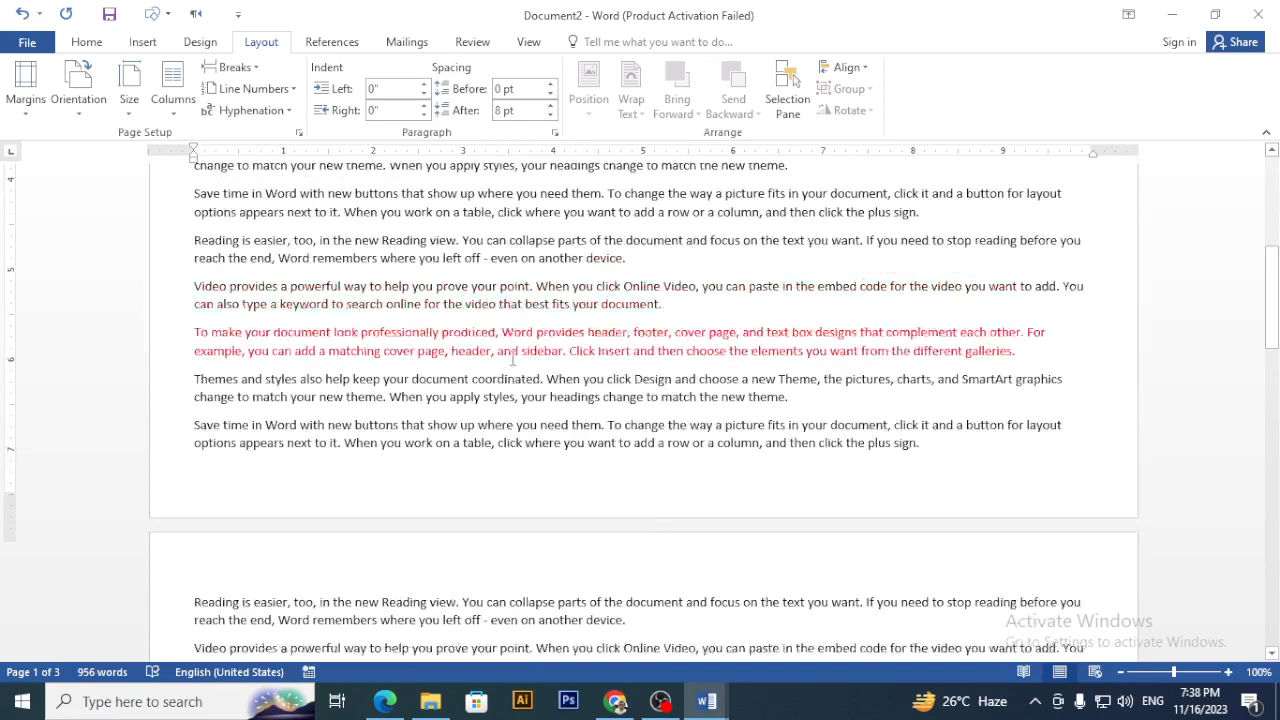 Document2 - Word (Product Activation Failed)
File Home Insert Design Layout References Mailings Review View Tell me what you want to do... Sign in Share
Margins Orientation Size Columns
Breaks
Line Numbers
Hyphenation
Page Setup
Indent
Left: 0"
Right: 0"
Spacing
Before: 0 pt
After: 8 pt
Paragraph
Position
Wrap Text
Bring Forward
Send Backward
Selection Pane
Align
Group
Rotate
Arrange
1 2 3 4 5 6 7 8 9
4
5
6
7
change to match your new theme. When you apply styles, your headings change to match the new theme.
Save time in Word with new buttons that show up where you need them. To change the way a picture fits in your document, click it and a button for layout
options appears next to it. When you work on a table, click where you want to add a row or a column, and then click the plus sign.
Reading is easier, too, in the new Reading view. You can collapse parts of the document and focus on the text you want. If you need to stop reading before you
reach the end, Word remembers where you left off - even on another device.
Video provides a powerful way to help you prove your point. When you click Online Video, you can paste in the embed code for the video you want to add. You
can also type a keyword to search online for the video that best fits your document.
To make your document look professionally produced, Word provides header, footer, cover page, and text box designs that complement each other. For
example, you can add a matching cover page, header, and sidebar. Click Insert and then choose the elements you want from the different galleries.
Themes and styles also help keep your document coordinated. When you click Design and choose a new Theme, the pictures, charts, and SmartArt graphics
change to match your new theme. When you apply styles, your headings change to match the new theme.
Save time in Word with new buttons that show up where you need them. To change the way a picture fits in your document, click it and a button for layout
options appears next to it. When you work on a table, click where you want to add a row or a column, and then click the plus sign.
Reading is easier, too, in the new Reading view. You can collapse parts of the document and focus on the text you want. If you need to stop reading before you
reach the end, Word remembers where you left off - even on another device.
Video provides a powerful way to help you prove your point. When you click Online Video, you can paste in the embed code for the video you want to add. You
Activate Windows
Go to Settings to activate Windows.
Page 1 of 3 956 words English (United States) 100%
Type here to search
Ai
Ps
26°C Haze
ENG
7:38 PM
11/16/2023
1